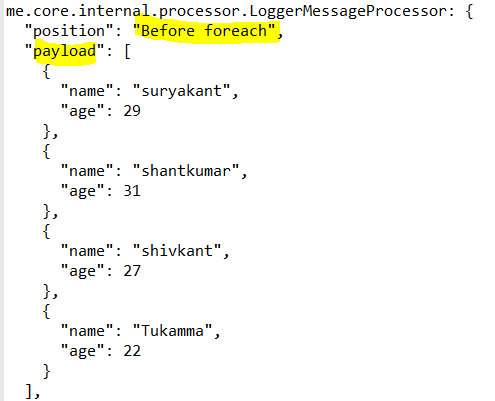 me.core.internal.processor.LoggerMessageProcessor: {
"position": "Before foreach",
"payload": [
{
"name": "suryakant",
"age": 29
},
{
"name": "shantkumar",
"age": 31
},
{
"name": "shivkant",
"age": 27
},
{
"name": "Tukamma",
"age": 22
}
],